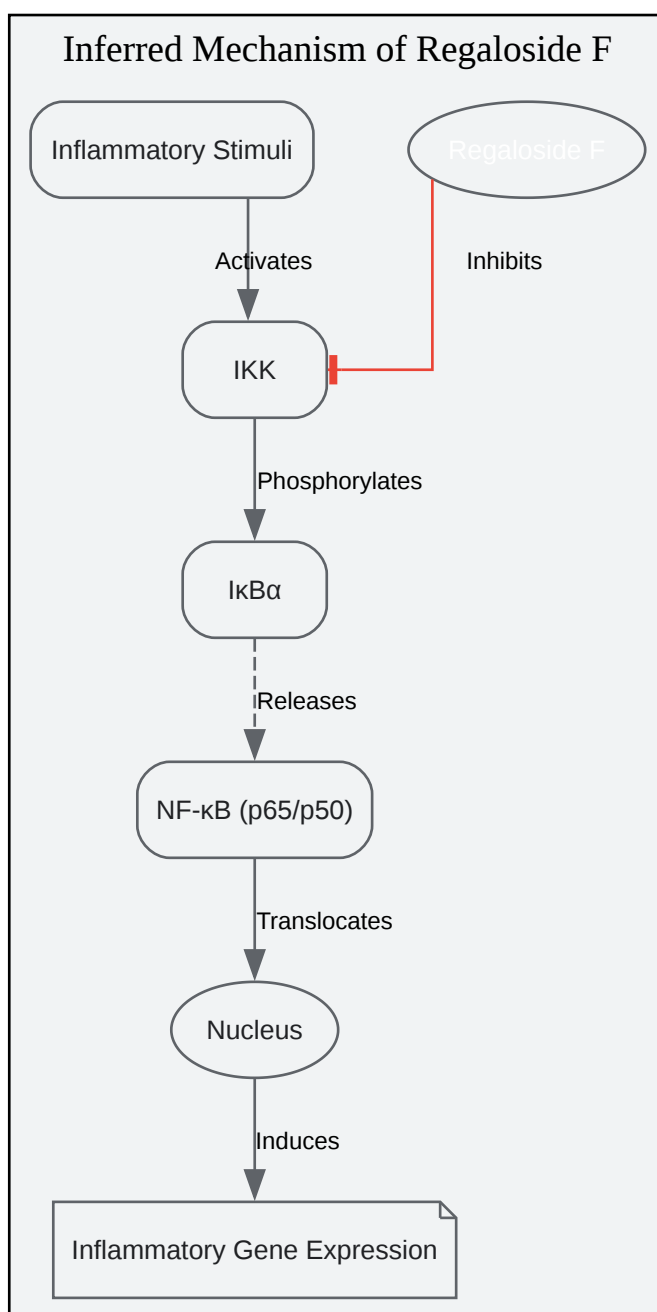 Inferred Mechanism of Regaloside F
Inflammatory Stimuli
Regaloside F
Activates
Inhibits
IKK
Phosphorylates
IκBα
Releases
NF-κB (p65/p50)
Translocates
Nucleus
Induces
Inflammatory Gene Expression